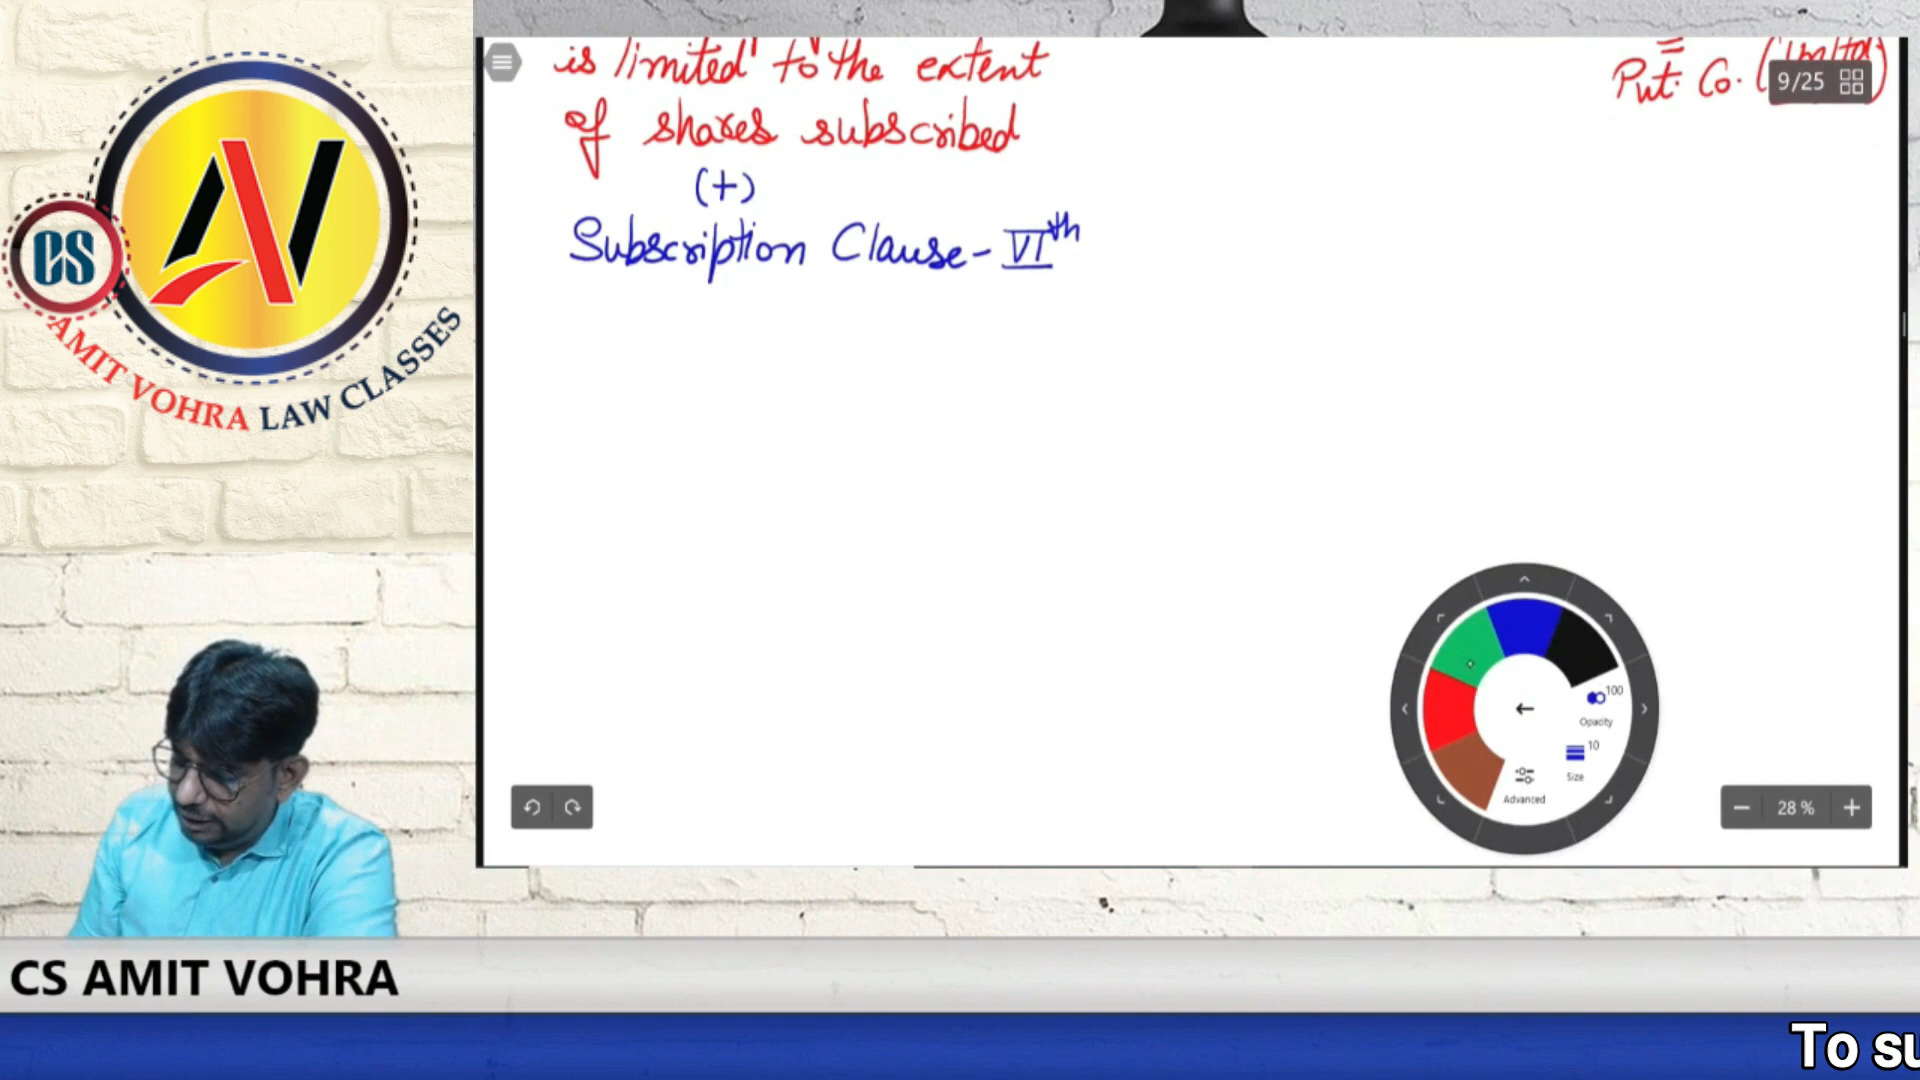 is limited to the extent
of shares subscribed
(+)
Subscription Clause - VIth
Pvt. Co.
9/25
CS
AV
AMIT VOHRA LAW CLASSES
100
Opacity
10
Size
Advanced
28 %
CS AMIT VOHRA
To su